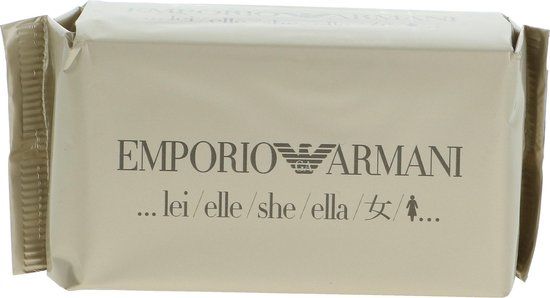 EMPORIO ARMANI
... lei/elle/she/ella/女/...